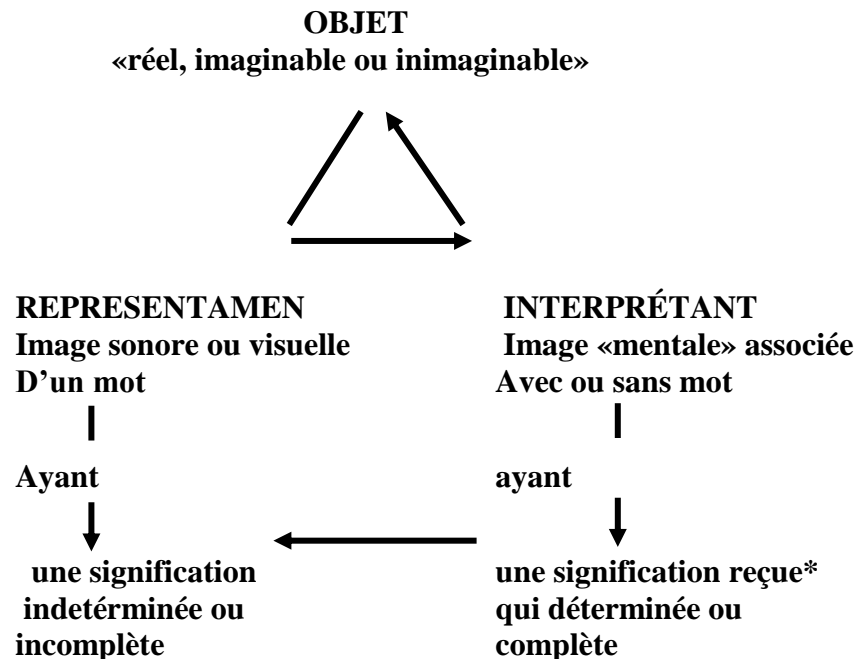 OBJET
«réel, imaginable ou inimaginable»
REPRESENTAMEN
Image sonore ou visuelle
D’un mot
Ayant
une signification
indetérminée ou
incomplète
INTERPRÉTANT
Image «mentale» associée
Avec ou sans mot
ayant
une signification reçue*
qui déterminée ou
complète